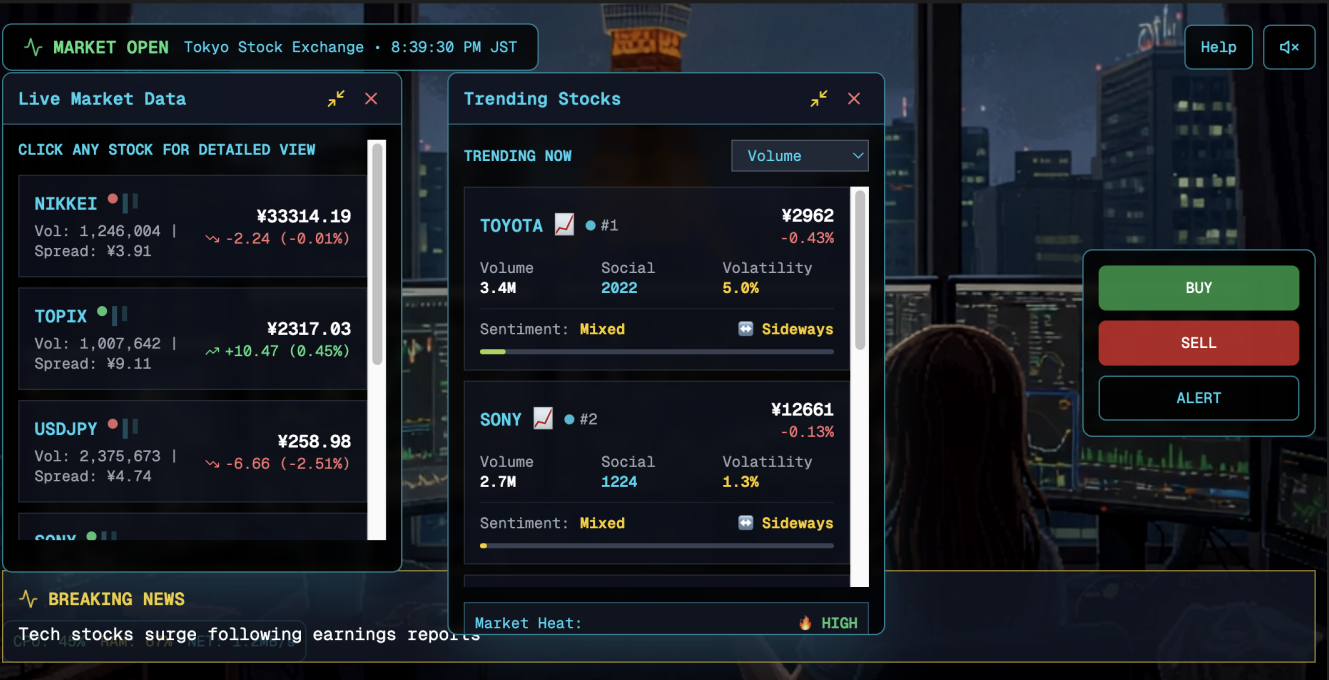 MARKET OPEN Tokyo Stock Exchange • 8:39:30 PM JST
Help
Live Market Data
CLICK ANY STOCK FOR DETAILED VIEW
NIKKEI
¥33314.19
Vol: 1,246,004 |
Spread: ¥3.91
-2.24 (-0.01%)
TOPIX
¥2317.03
Vol: 1,007,642 |
Spread: ¥9.11
+10.47 (0.45%)
USDJPY
¥258.98
Vol: 2,375,673 |
Spread: ¥4.74
-6.66 (-2.51%)
SONY
Trending Stocks
TRENDING NOW
Volume
TOYOTA #1
¥2962
-0.43%
Volume Social Volatility
3.4M 2022 5.0%
Sentiment: Mixed Sideways
SONY #2
¥12661
-0.13%
Volume Social Volatility
2.7M 1224 1.3%
Sentiment: Mixed Sideways
Market Heat: HIGH
BUY
SELL
ALERT
BREAKING NEWS
Tech stocks surge following earnings reports